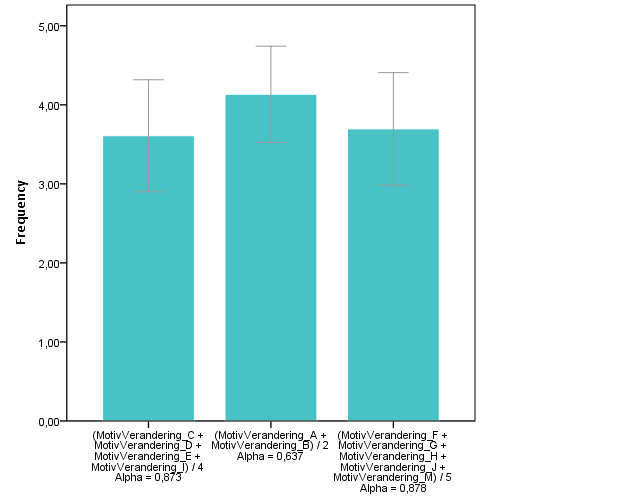 5,00
4,00
3,00
2,00
1,00
0,00
Frequency
(MotivVerandering_C +
MotivVerandering_D +
MotivVerandering_E +
MotivVerandering_I) / 4
Alpha = 0,873
(MotivVerandering_A +
MotivVerandering_B) / 2
Alpha = 0,637
(MotivVerandering_F +
MotivVerandering_G +
MotivVerandering_H +
MotivVerandering_J +
MotivVerandering_M) / 5
Alpha = 0,878